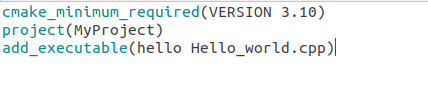 cmake_minimum_required(VERSION 3.10)
project(MyProject)
add_executable(hello Hello_world.cpp)